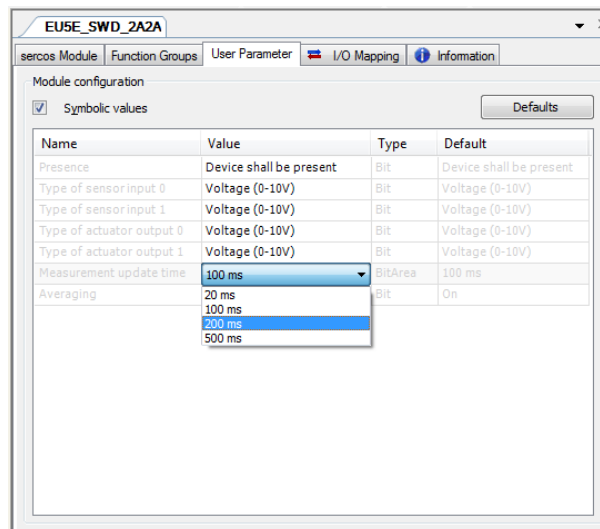 EU5E_SWD_2A2A
sercos Module Function Groups User Parameter I/O Mapping Information
Module configuration
Symbolic values Defaults
Name Value Type Default
Presence Device shall be present Bit Device shall be present
Type of sensor input 0 Voltage (0-10V) Bit Voltage (0-10V)
Type of sensor input 1 Voltage (0-10V) Bit Voltage (0-10V)
Type of actuator output 0 Voltage (0-10V) Bit Voltage (0-10V)
Type of actuator output 1 Voltage (0-10V) Bit Voltage (0-10V)
Measurement update time 100 ms BitArea 100 ms
Averaging 20 ms Bit On
100 ms
200 ms
500 ms